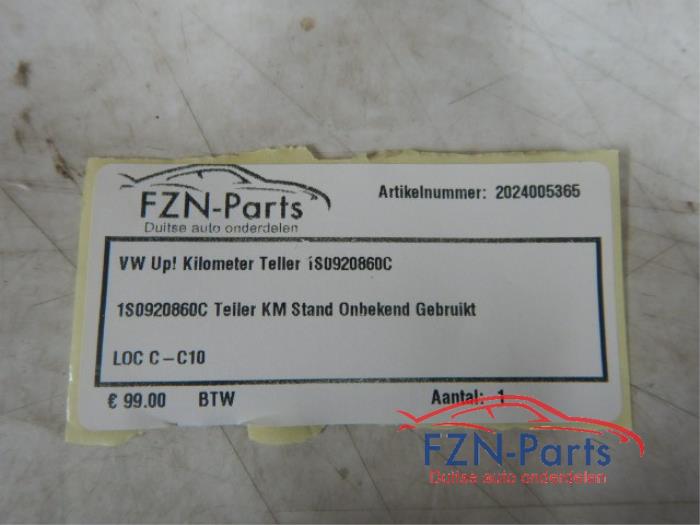 FZN-Parts
Duitse auto onderdelen
Artikelnummer: 2024005365
VW Up! Kilometer Teller 1S0920860C
1S0920860C Teller KM Stand Onbekend Gebruikt
LOC C-C10
€ 99.00 BTW Aantal: 1
FZN-Parts
Duitse auto onderdelen